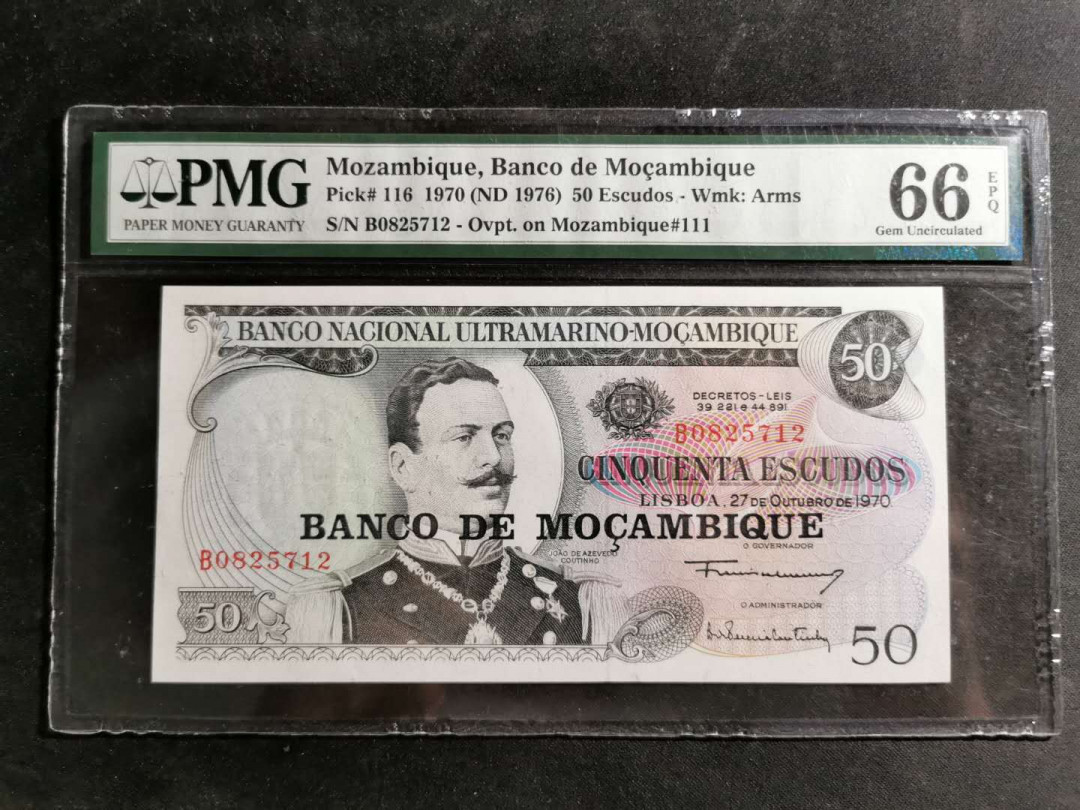 PMG
PAPER MONEY GUARANTY
Mozambique, Banco de Moçambique
Pick# 116 1970 (ND 1976) 50 Escudos - Wmk: Arms
S/N B0825712 - Ovpt. on Mozambique#111
66
EPQ
Gem Uncirculated
BANCO NACIONAL ULTRAMARINO-MOÇAMBIQUE
50
DECRETOS-LEIS
39 221 e 44 891
B0825712
CINQUENTA ESCUDOS
LISBOA, 27 DE OUTUBRO DE 1970
BANCO DE MOÇAMBIQUE
O GOVERNADOR
JOÃO DE AZEVEDO
COUTINHO
B0825712
O ADMINISTRADOR
50
50